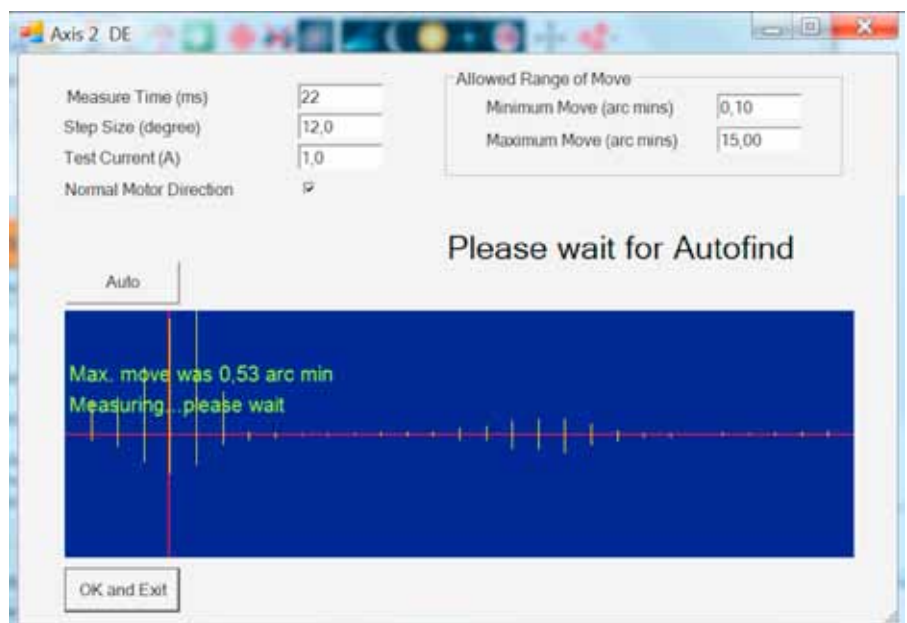 Axis 2 DE
Measure Time (ms) 22
Step Size (degree) 12,0
Test Current (A) 1,0
Normal Motor Direction
Allowed Range of Move
Minimum Move (arc mins) 0,10
Maximum Move (arc mins) 15,00
Please wait for Autofind
Auto
Max. move was 0,53 arc min
Measuring...please wait
OK and Exit